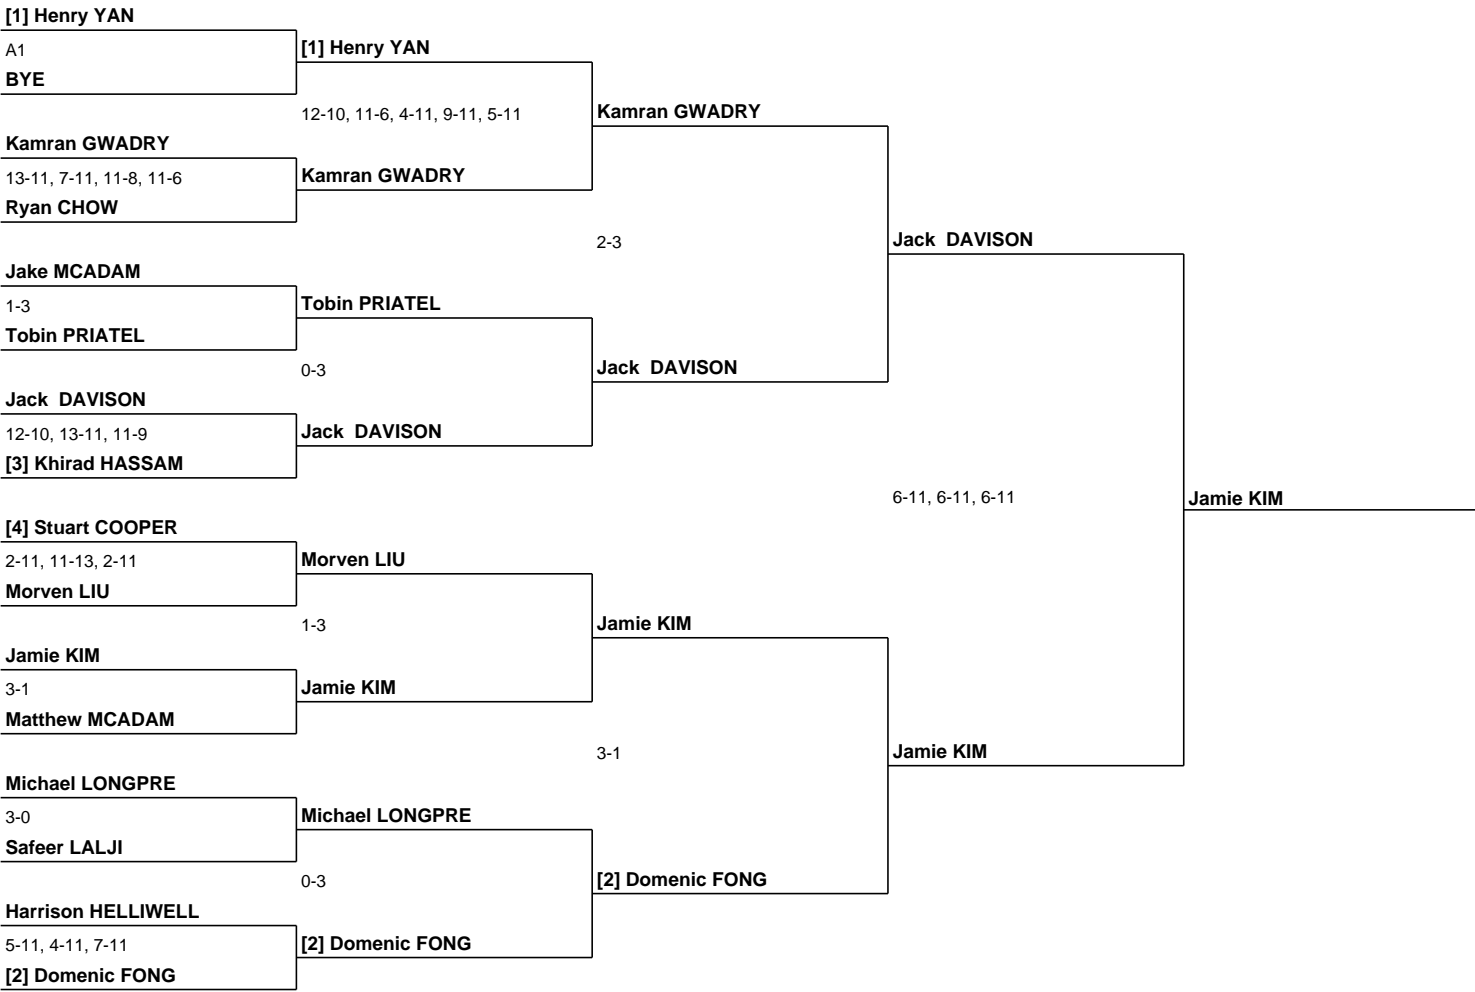 [1] Henry YAN
A1
BYE
Kamran GWADRY
13-11, 7-11, 11-8, 11-6
Ryan CHOW
Jake MCADAM
1-3
Tobin PRIATEL
Jack  DAVISON
12-10, 13-11, 11-9
[3] Khirad HASSAM
[4] Stuart COOPER
2-11, 11-13, 2-11
Morven LIU
Jamie KIM
3-1
Matthew MCADAM
Michael LONGPRE
3-0
Safeer LALJI
Harrison HELLIWELL
5-11, 4-11, 7-11
[2] Domenic FONG
[1] Henry YAN
12-10, 11-6, 4-11, 9-11, 5-11
Kamran GWADRY
Tobin PRIATEL
0-3
Jack  DAVISON
Morven LIU
1-3
Jamie KIM
Michael LONGPRE
0-3
[2] Domenic FONG
Kamran GWADRY
2-3
Jack  DAVISON
Jamie KIM
3-1
[2] Domenic FONG
Jack  DAVISON
6-11, 6-11, 6-11
Jamie KIM
Jamie KIM